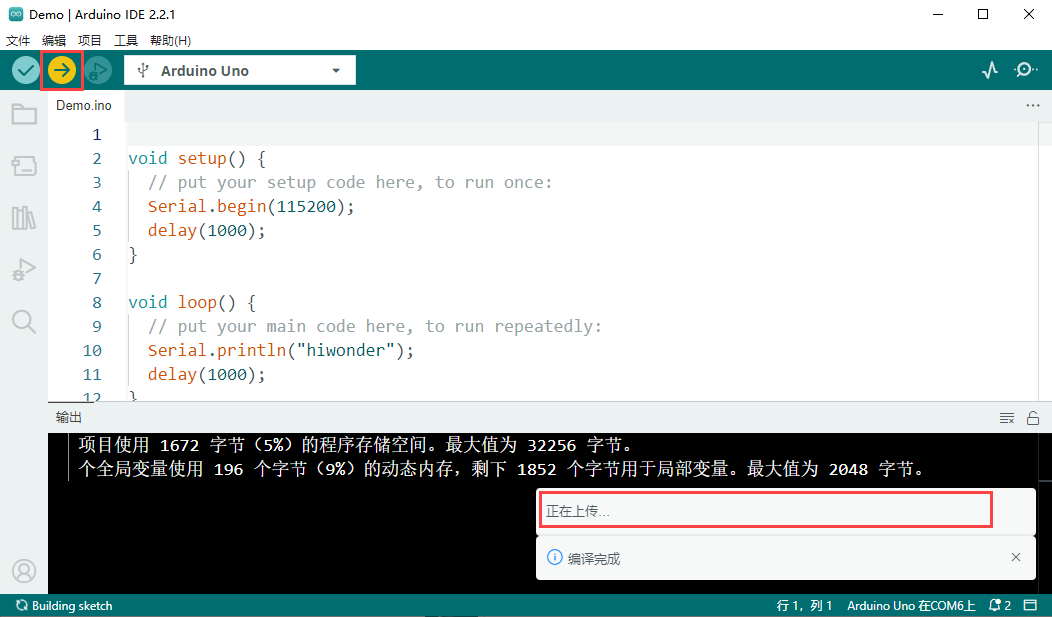 Demo | Arduino IDE 2.2.1
文件 编辑 项目 工具 帮助(H)
Arduino Uno
Demo.ino
1
2 void setup() {
3 // put your setup code here, to run once:
4 Serial.begin(115200);
5 delay(1000);
6 }
7
8 void loop() {
9 // put your main code here, to run repeatedly:
10 Serial.println("hiwonder");
11 delay(1000);
12 }
输出
项目使用 1672 字节（5%）的程序存储空间。最大值为 32256 字节。
个全局变量使用 196 个字节（9%）的动态内存，剩下 1852 个字节用于局部变量。最大值为 2048 字节。
正在上传...
编译完成
Building sketch 行 1，列 1 Arduino Uno 在COM6上 2